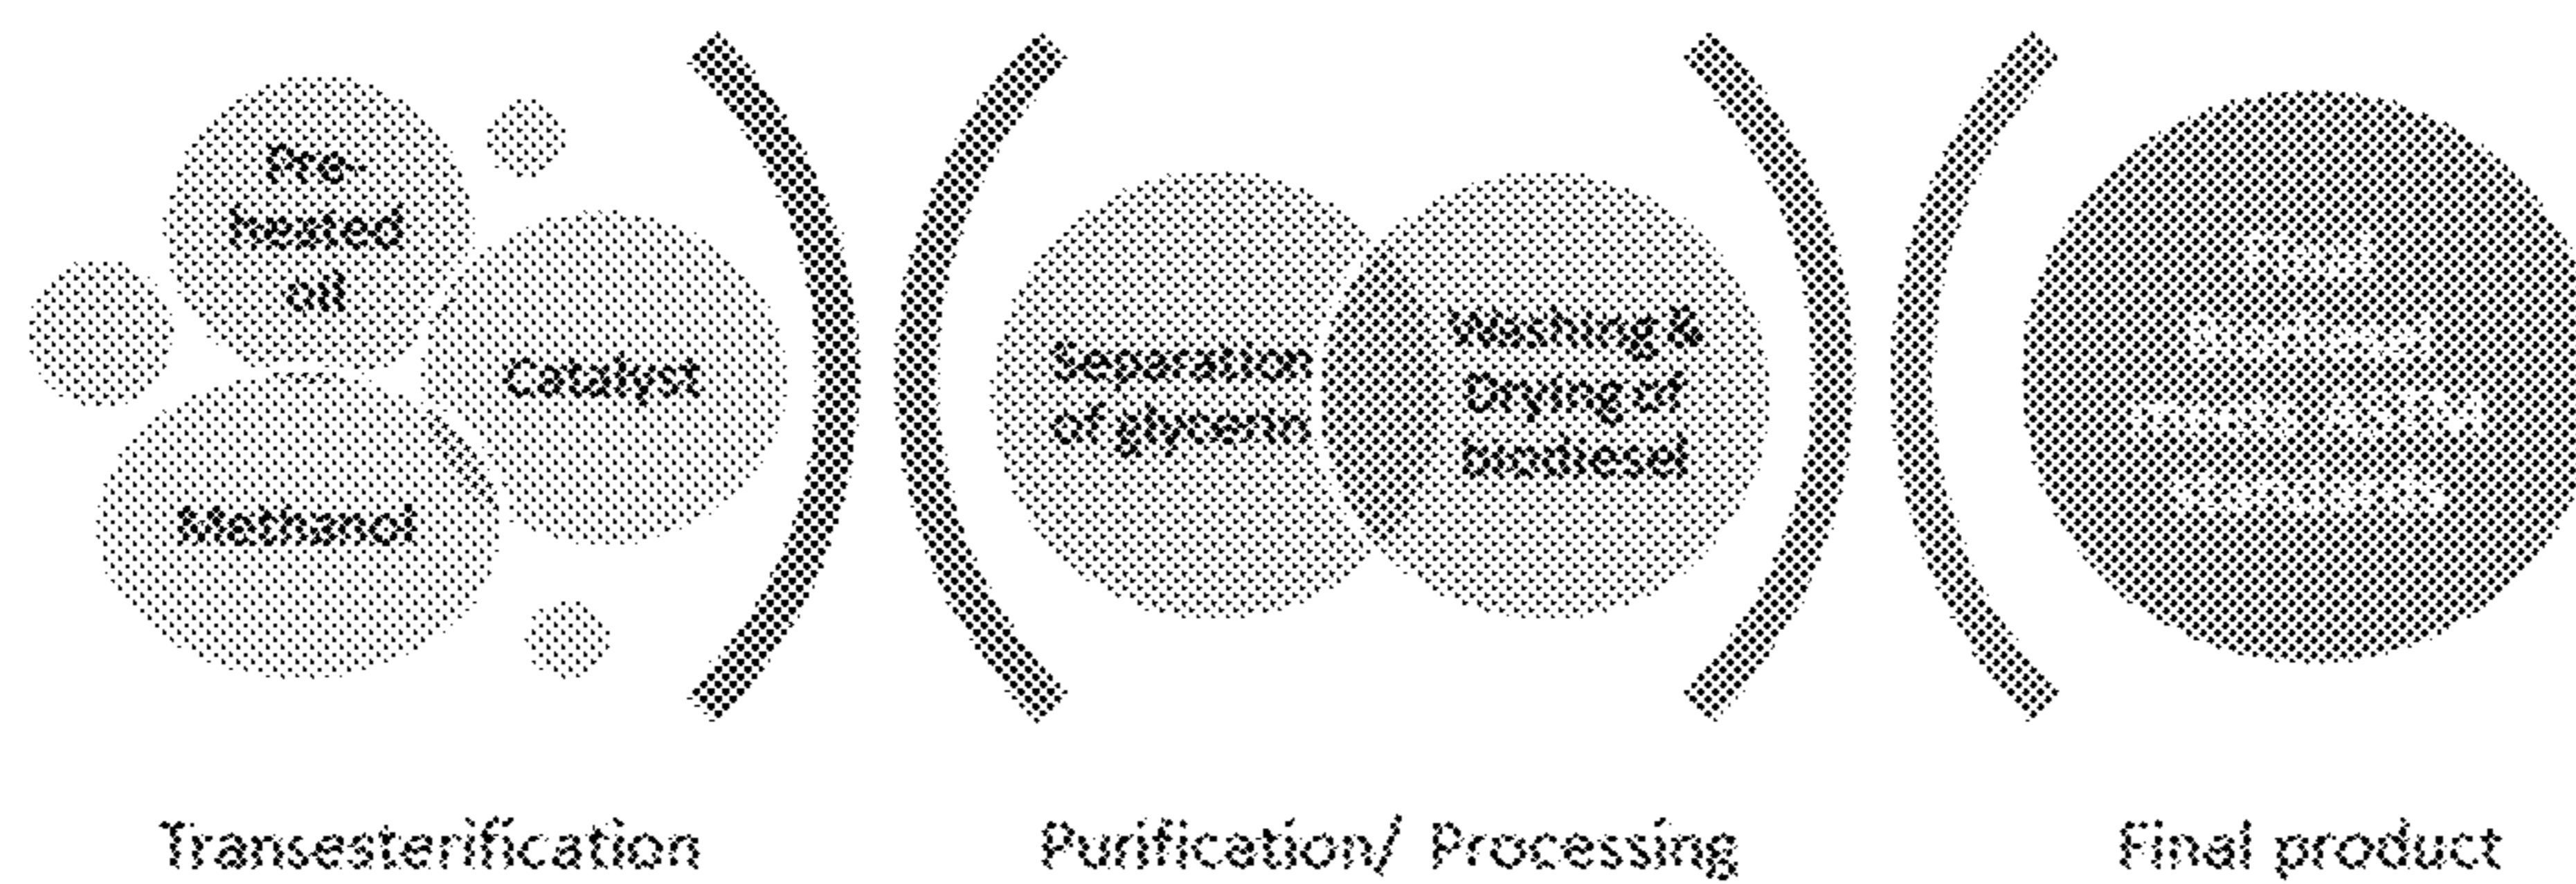 Pre-
heated
oil
Catalyst
Methanol
Separation
of glycerin
Washing &
Drying of
biodiesel
Transesterification
Purification/ Processing
Final product